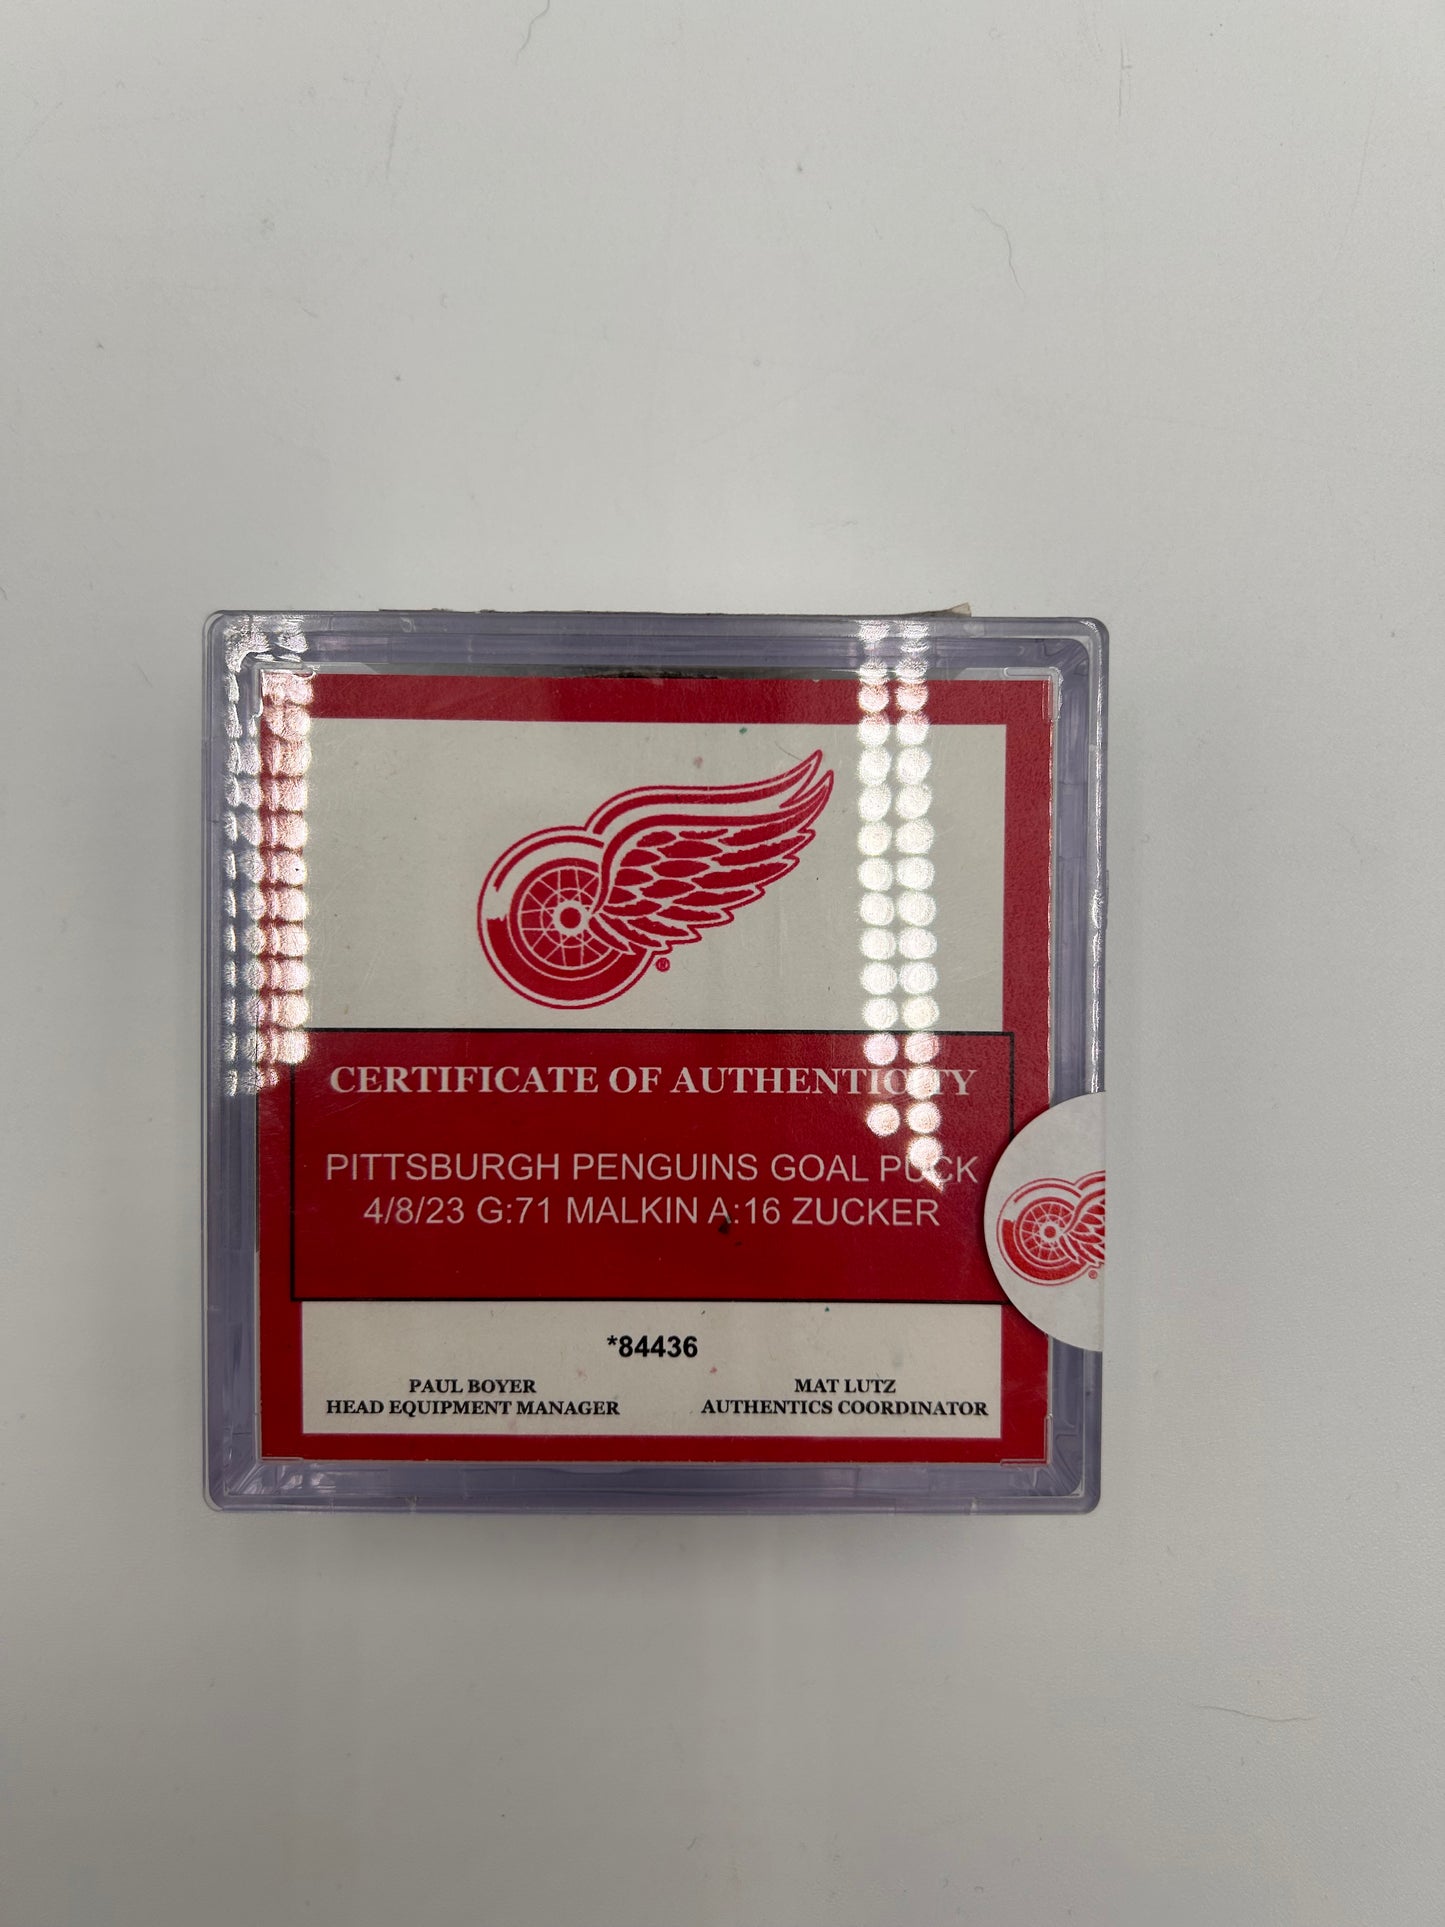 CERTIFICATE OF AUTHENTICITY
PITTSBURGH PENGUINS GOAL PUCK
4/8/23 G:71 MALKIN A:16 ZUCKER
*84436
PAUL BOYER
HEAD EQUIPMENT MANAGER
MAT LUTZ
AUTHENTICS COORDINATOR